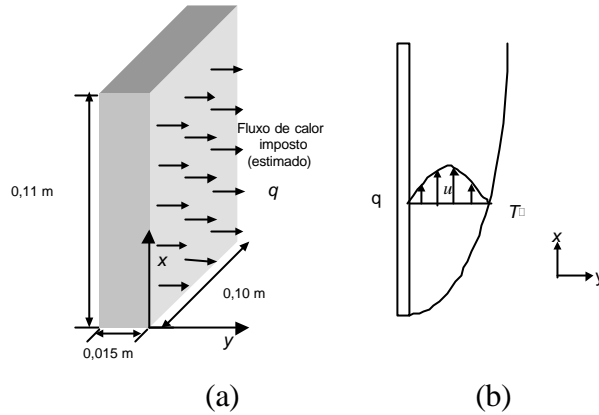 Fluxo de calor
imposto
(estimado)
q
0,11 m
x
0,10 m
y
0,015 m
(a)
q
u
T
x
y
(b)